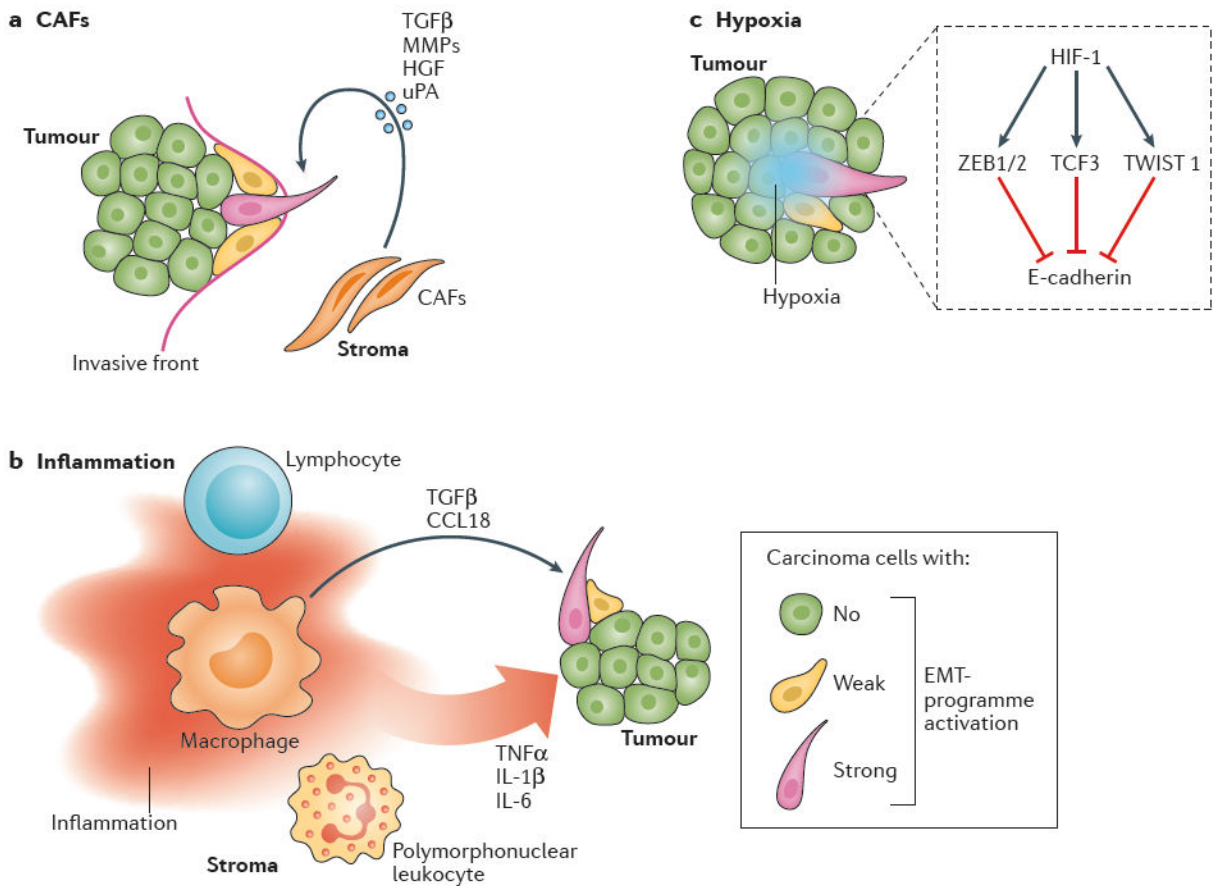 a CAFs
TGFβ
MMPs
HGF
uPA
Tumour
CAFs
Stroma
Invasive front
c Hypoxia
Tumour
Hypoxia
HIF-1
ZEB1/2 TCF3 TWIST 1
E-cadherin
b Inflammation
Lymphocyte
TGFβ
CCL18
Macrophage
Inflammation
TNFα
IL-1β
IL-6
Tumour
Stroma
Polymorphonuclear
leukocyte
Carcinoma cells with:
No
Weak
Strong
EMT-
programme
activation